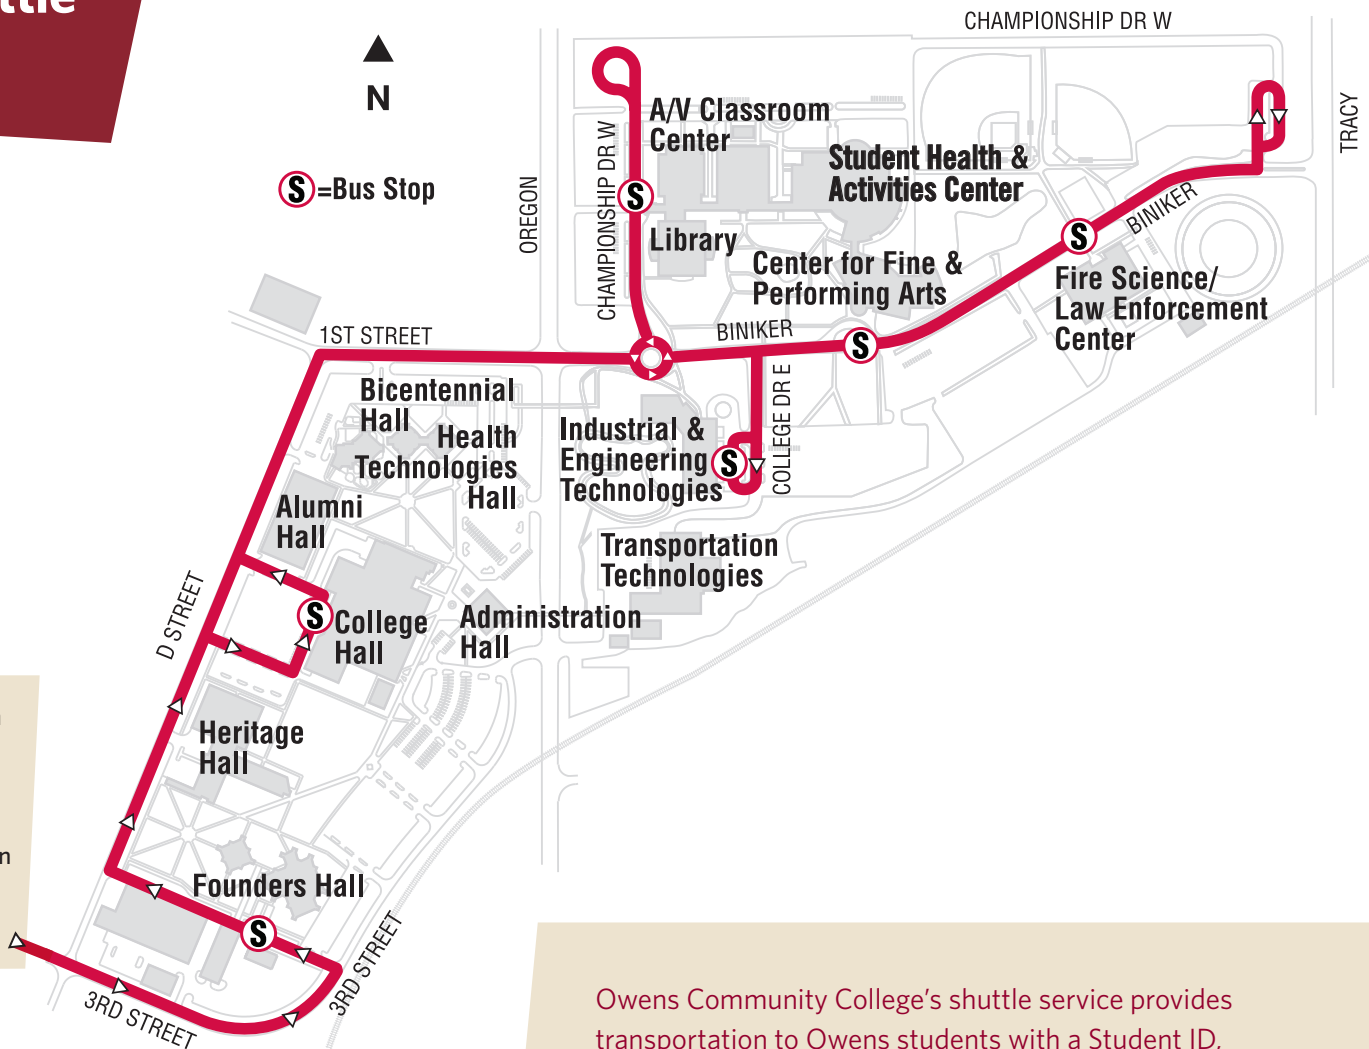 CHAMPIONSHIP DR W
N
S=Bus Stop
OREGON
CHAMPIONSHIP DR W
TRACY
A/V Classroom
Center
S
Student Health &
Activities Center
Library
Center for Fine &
Performing Arts
S
BINIKER
Fire Science/
Law Enforcement
Center
1ST STREET
BINIKER
S
Bicentennial
Hall
Health
Technologies
Hall
Industrial &
Engineering
Technologies
S
COLLEGE DR E
Alumni
Hall
Transportation
Technologies
D STREET
S
College
Hall
Administration
Hall
Heritage
Hall
Founders Hall
S
3RD STREET
3RD STREET
Owens Community College's shuttle service provides
transportation to Owens students with a Student ID,